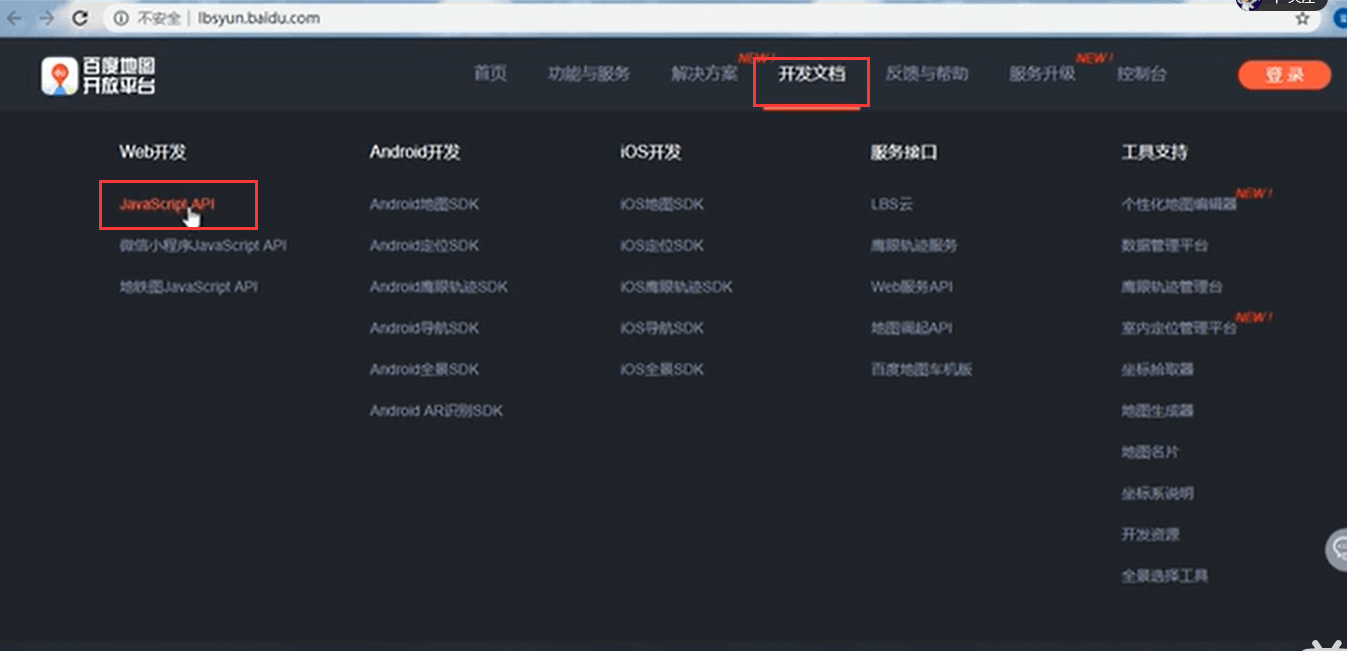 不安全 | lbsyun.baidu.com
百度地图
开放平台
首页 功能与服务 解决方案 NEW! 开发文档 反馈与帮助 服务升级 NEW! 控制台 登录
Web开发 Android开发 iOS开发 服务接口 工具支持
JavaScript API Android地图SDK iOS地图SDK LBS云 个性化地图编辑器 NEW!
微信小程序JavaScript API Android定位SDK iOS定位SDK 鹰眼轨迹服务 数据管理平台
地铁图JavaScript API Android鹰眼轨迹SDK iOS鹰眼轨迹SDK Web服务API 鹰眼轨迹管理台
Android导航SDK iOS导航SDK 地图调起API 室内定位管理平台 NEW!
Android全景SDK iOS全景SDK 百度地图车机版 坐标拾取器
Android AR识别SDK 地图生成器
地图名片
坐标系说明
开发资源
全景选择工具